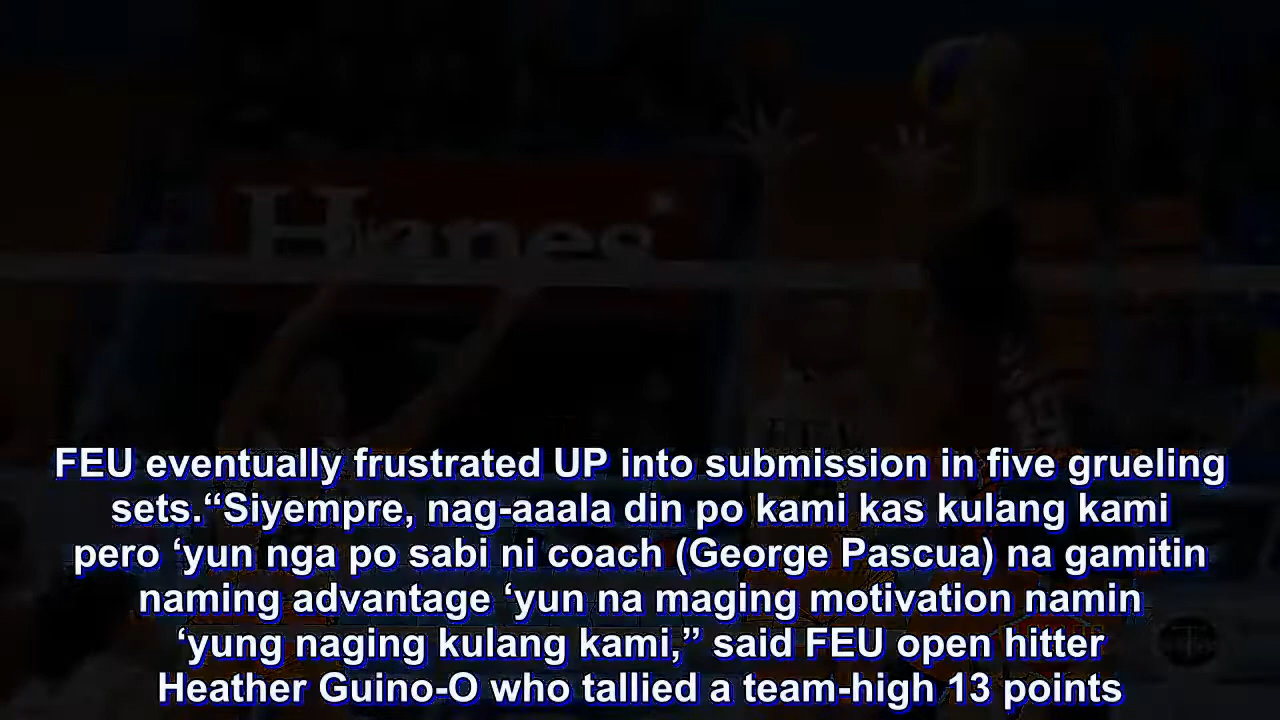 Hanes
FEU eventually frustrated UP into submission in five grueling
sets.“Siyempre, nag-aaala din po kami kas kulang kami
pero ‘yun nga po sabi ni coach (George Pascua) na gamitin
naming advantage ‘yun na maging motivation namin
‘yung naging kulang kami,” said FEU open hitter
Heather Guino-O who tallied a team-high 13 points